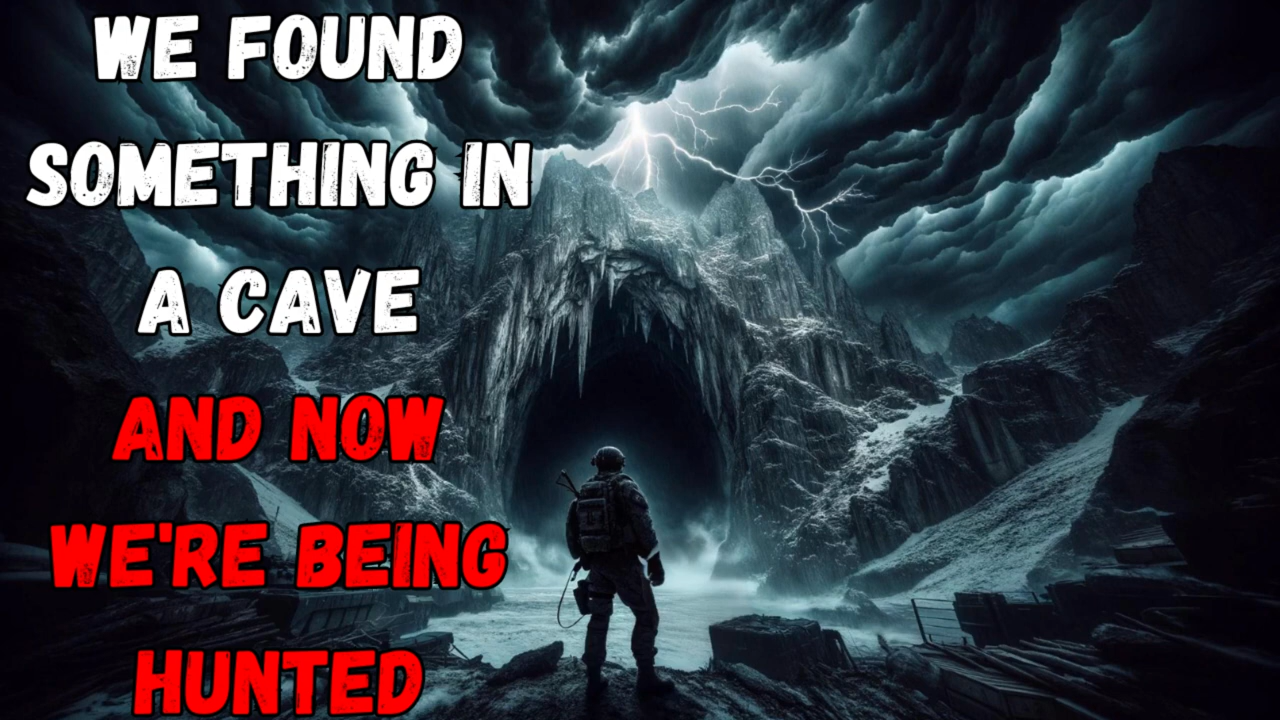 WE FOUND
SOMETHING IN
A CAVE
AND NOW
WE'RE BEING
HUNTED